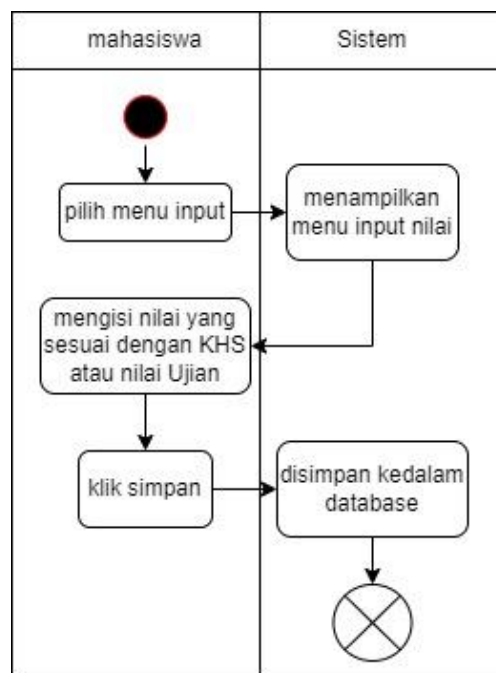 mahasiswa
Sistem
pilih menu input
menampilkan
menu input nilai
mengisi nilai yang
sesuai dengan KHS
atau nilai Ujian
klik simpan
disimpan kedalam
database